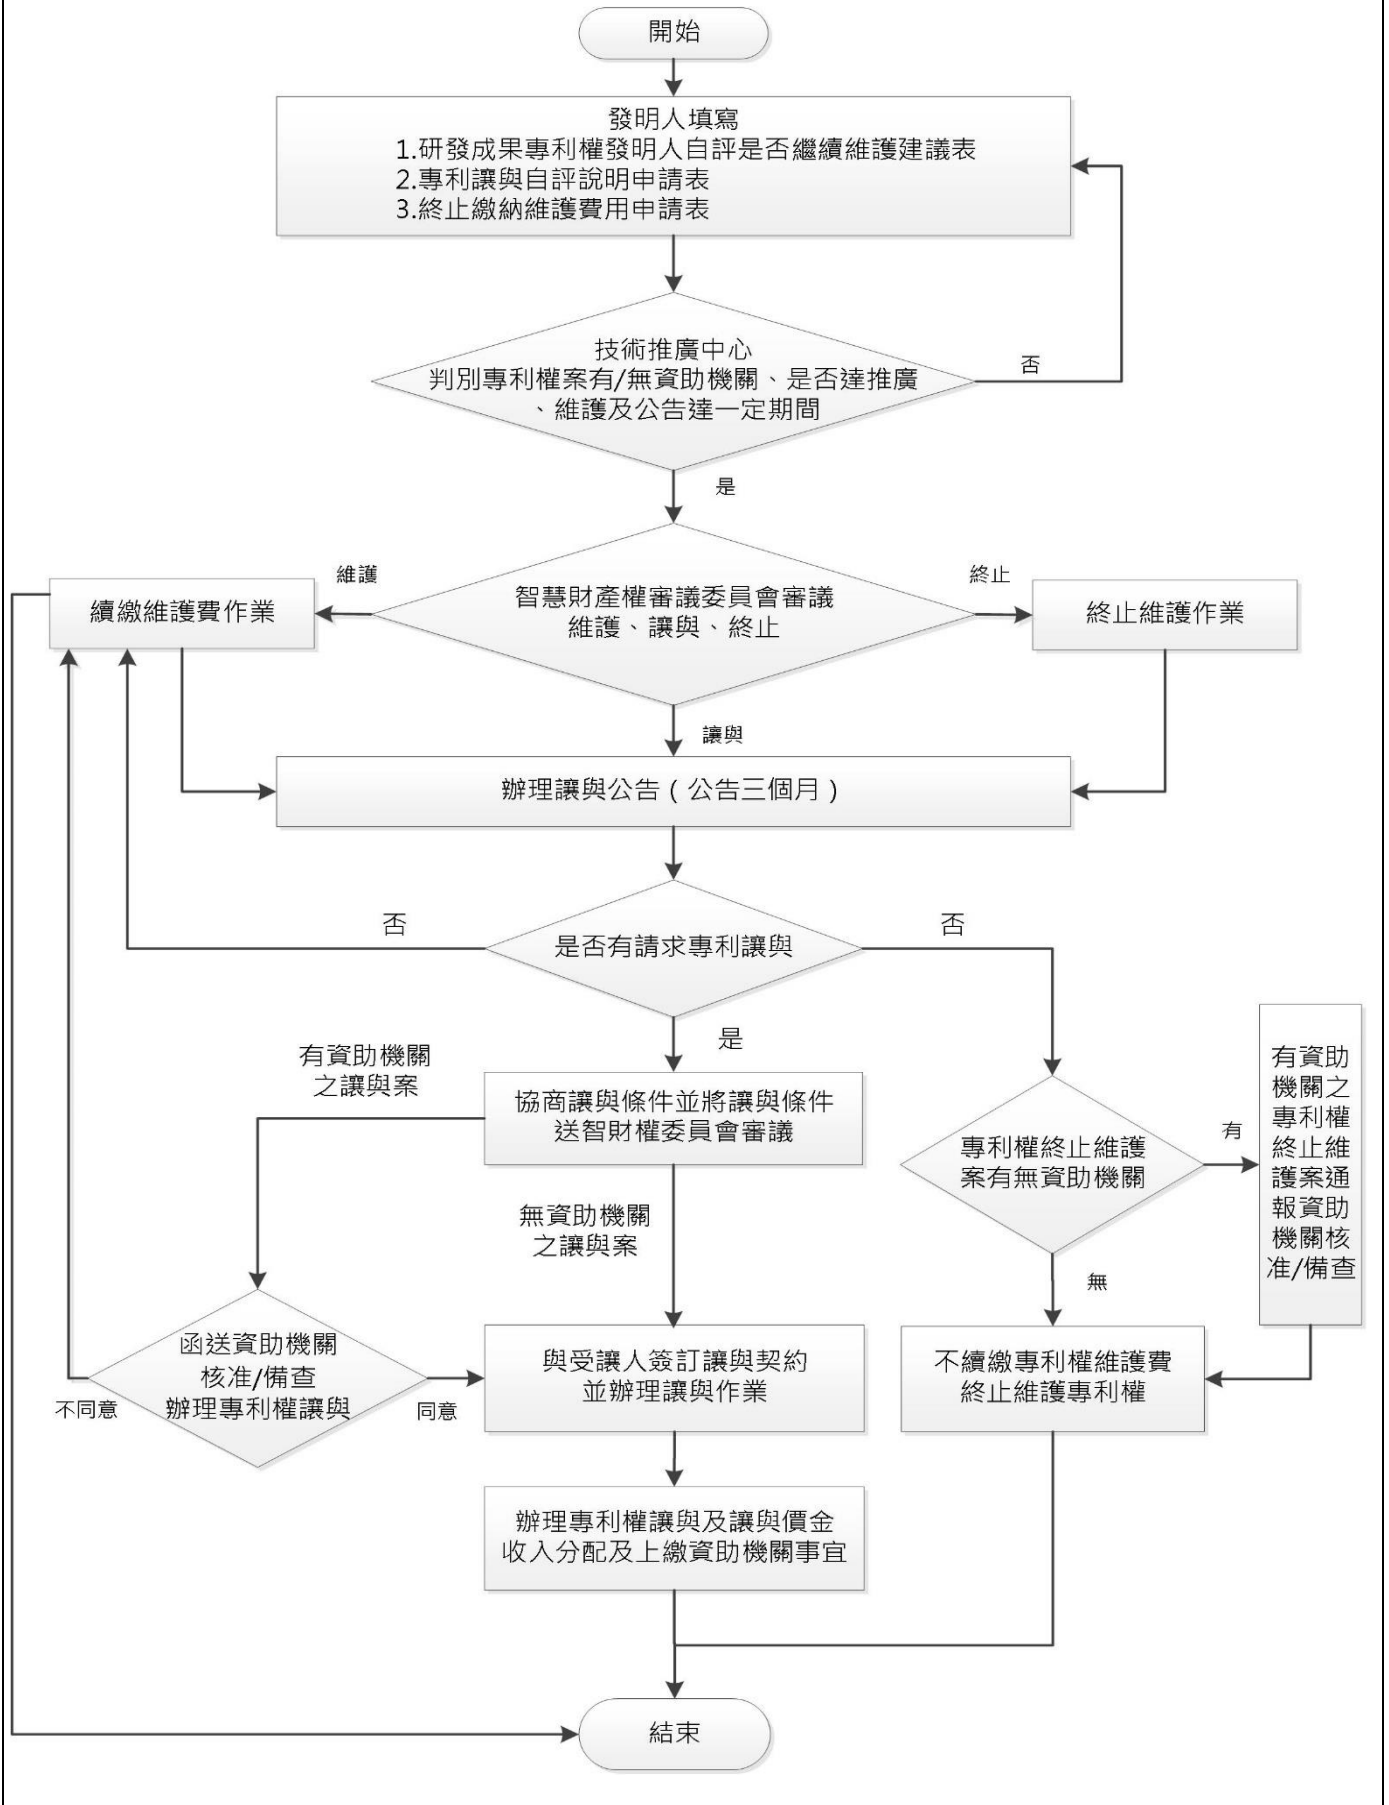 開始
發明人填寫
1.研發成果專利權發明人自評是否繼續維護建議表
2.專利讓與自評說明申請表
3.終止繳納維護費用申請表
技術推廣中心
判別專利權案有/無資助機關、是否達推廣
、維護及公告達一定期間
否
是
智慧財產權審議委員會審議
維護、讓與、終止
維護
終止
續繳維護費作業
終止維護作業
讓與
辦理讓與公告（公告三個月）
是否有請求專利讓與
否
否
是
有資助機關
之讓與案
協商讓與條件並將讓與條件
送智財權委員會審議
無資助機關
之讓與案
專利權終止維護
案有無資助機關
有
無
有資助
機關之
專利權
終止維
護案通
報資助
機關核
准/備查
函送資助機關
核准/備查
辦理專利權讓與
不同意
同意
與受讓人簽訂讓與契約
並辦理讓與作業
不續繳專利權維護費
終止維護專利權
辦理專利權讓與及讓與價金
收入分配及上繳資助機關事宜
結束